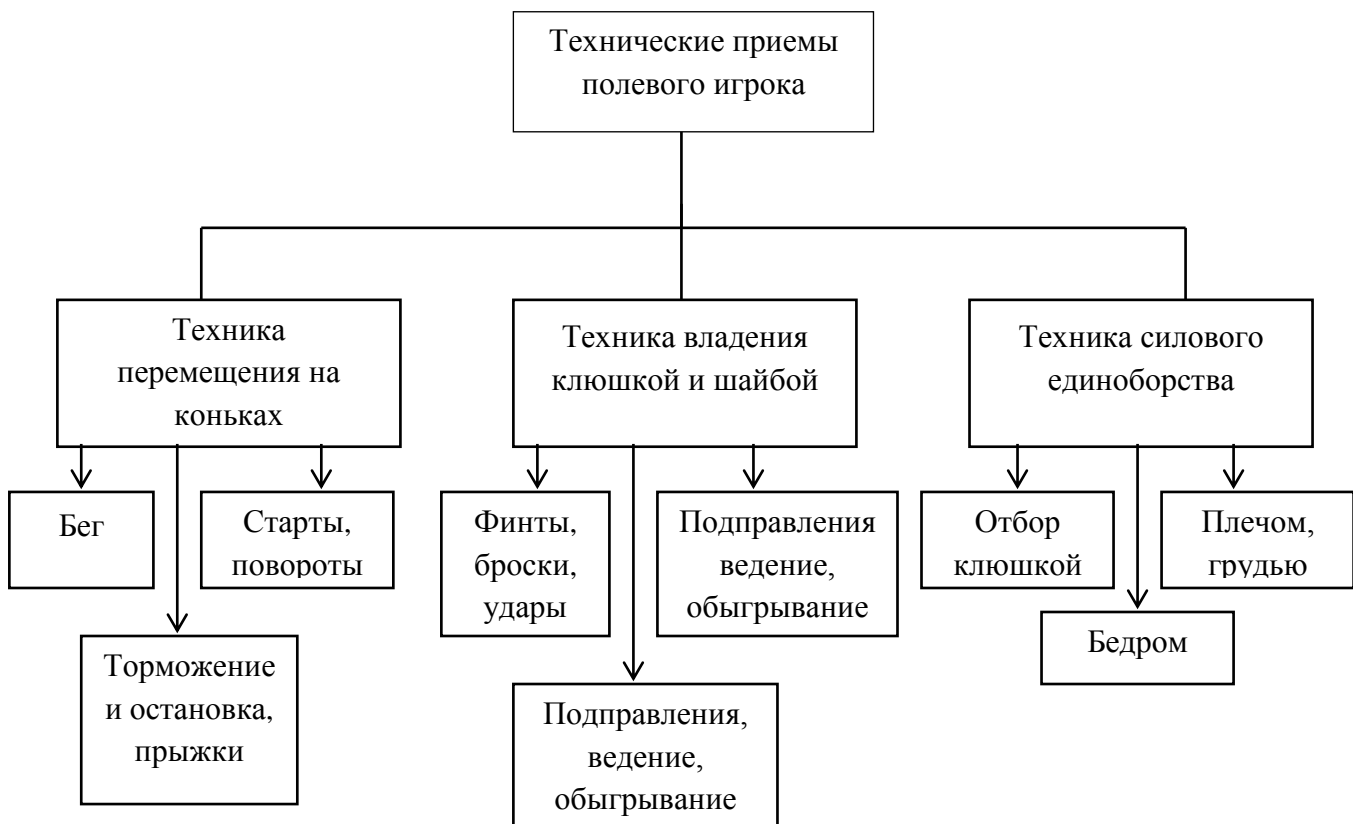 Технические приемы
полевого игрока
Техника
перемещения на
коньках
Техника владения
клюшкой и шайбой
Техника силового
единоборства
Бег
Старты,
повороты
Финты,
броски,
удары
Подправления
ведение,
обыгрывание
Отбор
клюшкой
Плечом,
грудью
Торможение
и остановка,
прыжки
Подправления,
ведение,
обыгрывание
Бедром